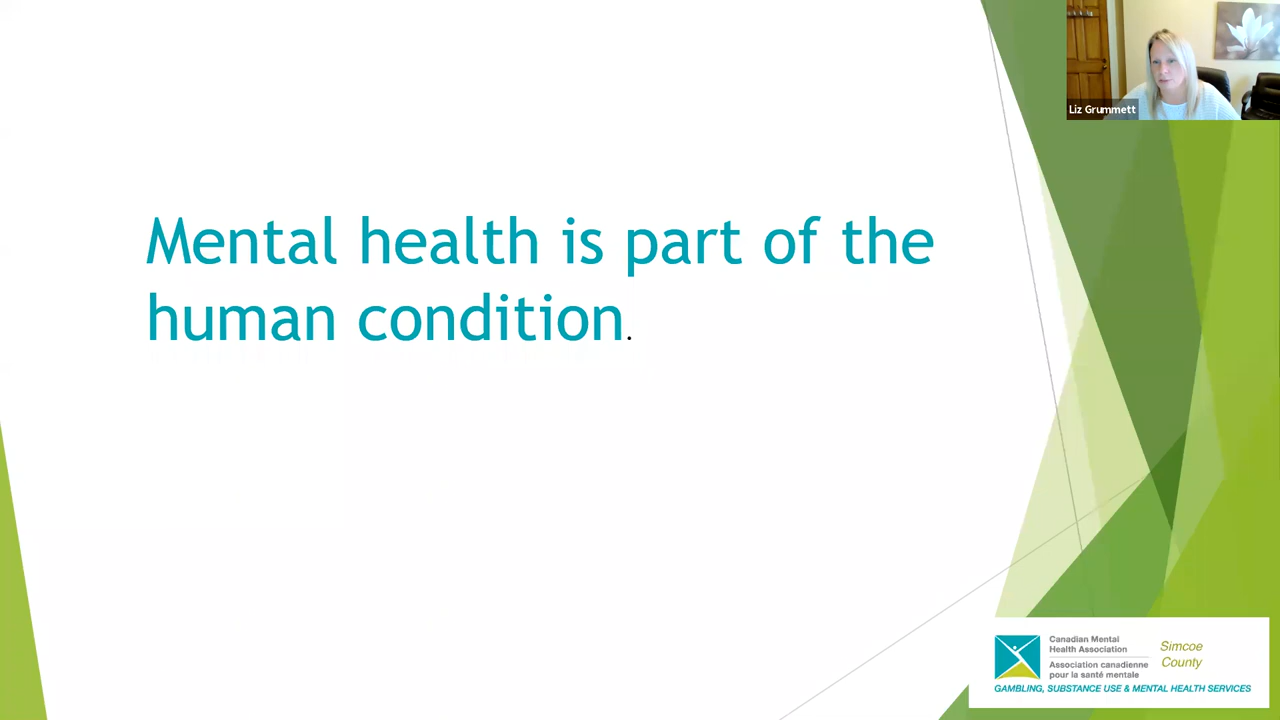 Liz Grummett
Mental health is part of the
human condition.
Canadian Mental
Health Association
Association canadienne
pour la santé mentale
Simcoe
County
GAMBLING, SUBSTANCE USE & MENTAL HEALTH SERVICES